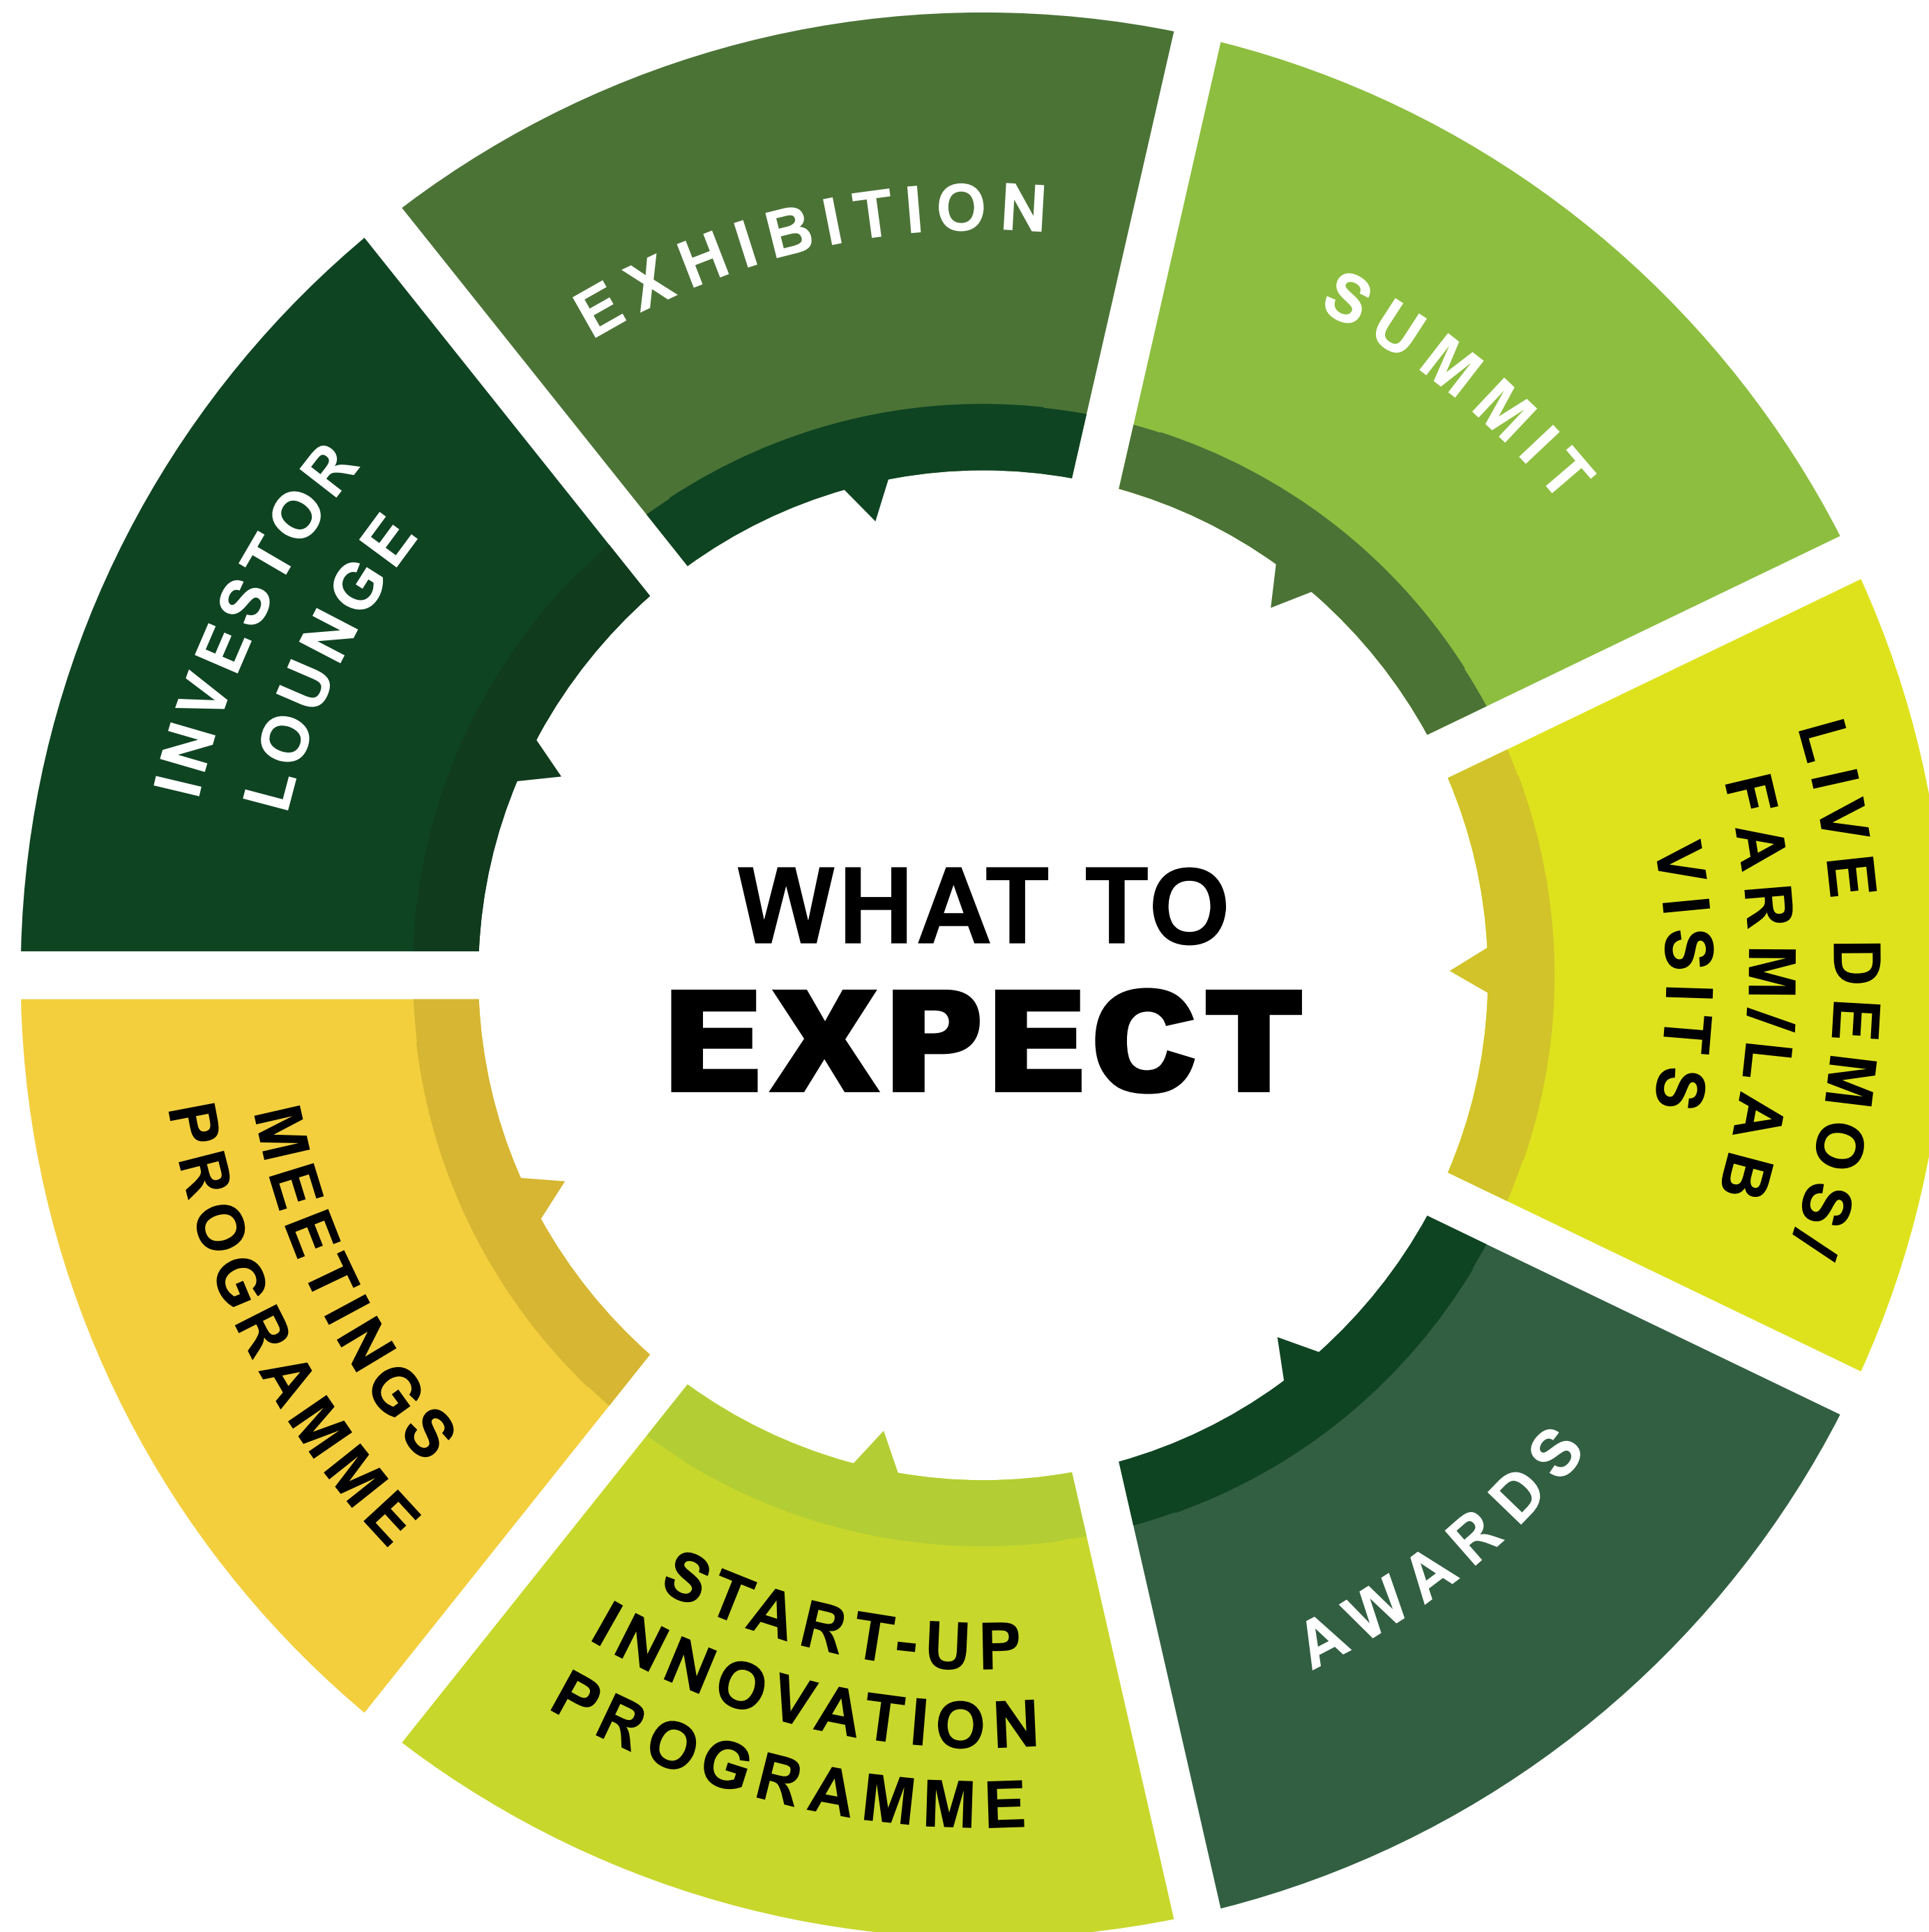 WHAT TO
EXPECT
EXHIBITION
SUMMIT
LIVE DEMOS/
FARM/LAB
VISITS
AWARDS
START-UP
INNOVATION
PROGRAMME
MEETINGS
PROGRAMME
INVESTOR
LOUNGE